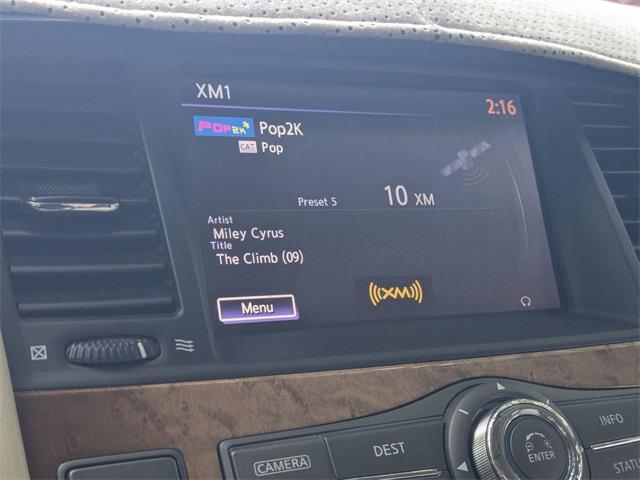 XM1
2:16
POP2K Pop2K
CAT Pop
Preset 5 10 XM
Artist
Miley Cyrus
Title
The Climb (09)
Menu
((XM))
CAMERA
DEST
ENTER
INFO
STATUS